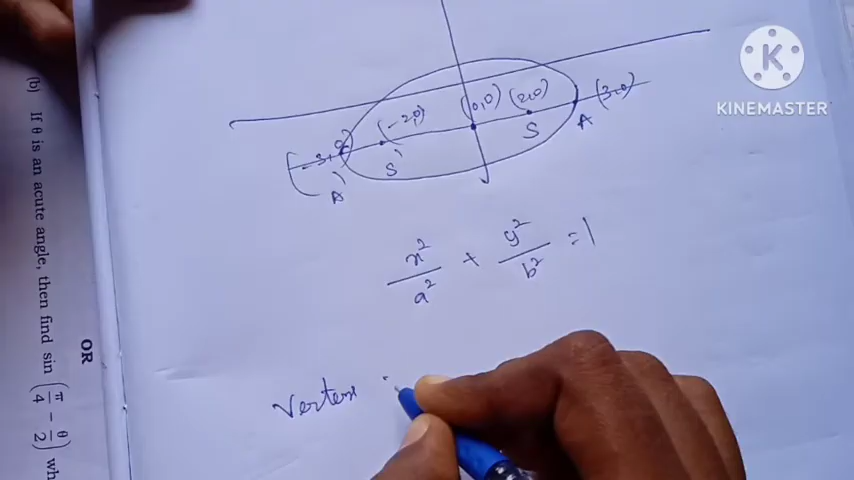 (-2,0) (0,0) (2,0) (3,0)
(-3,0) S' S A
A'
x²/a² + y²/b² = 1
Vertex
(b) If θ is an acute angle, then find sin (π/4 - θ/2) wh
OR
KINEMASTER